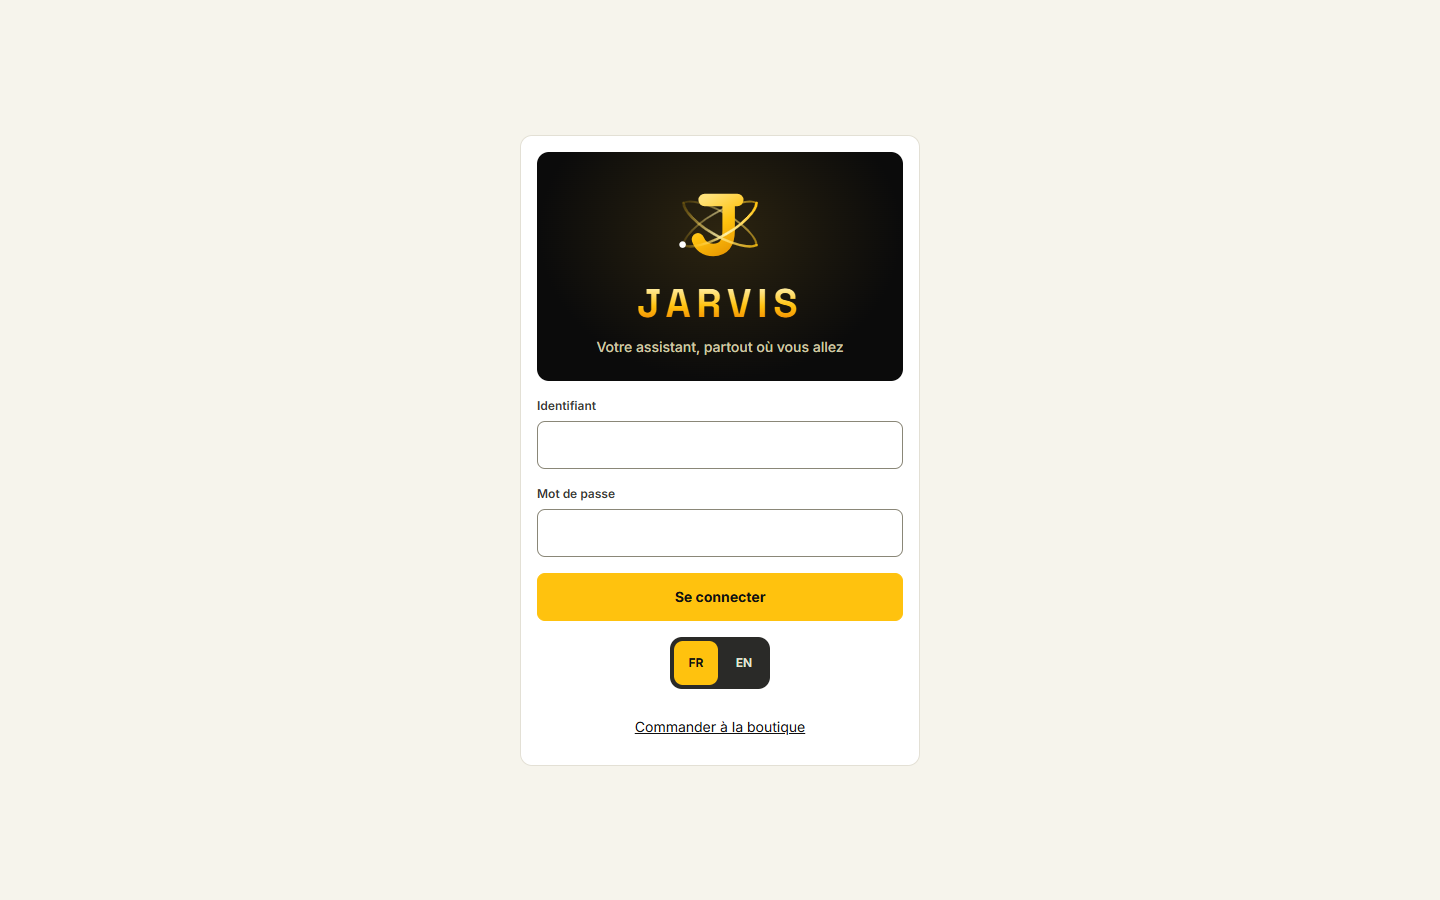 J
JARVIS
Votre assistant, partout où vous allez
Identifiant
Mot de passe
Se connecter
FR EN
Commander à la boutique